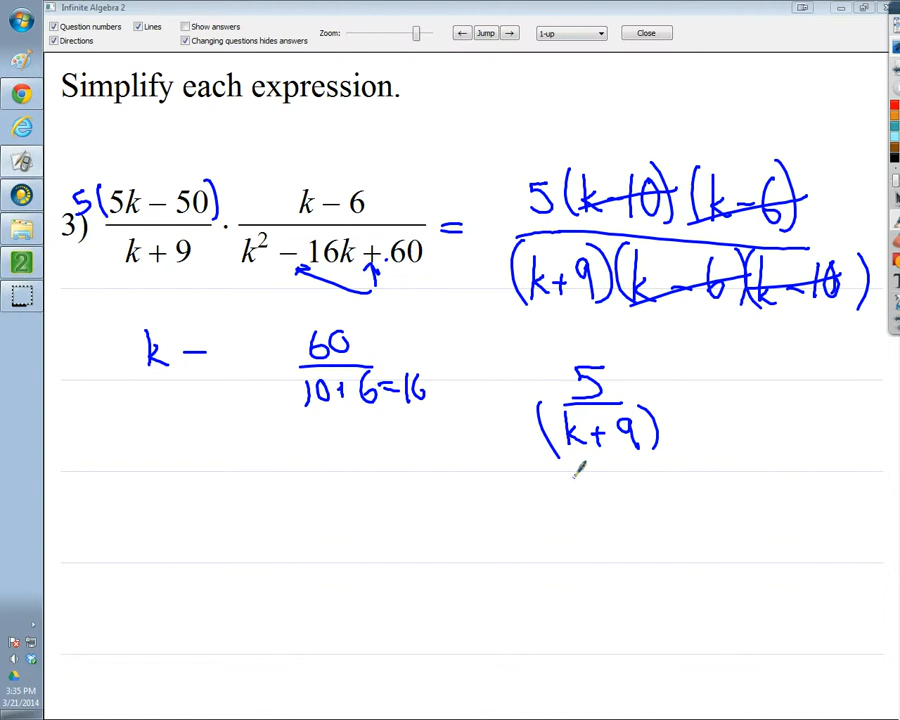 Infinite Algebra 2
Question numbers Lines Show answers
Directions Changing questions hides answers
Zoom: Jump 1-up Close
Simplify each expression.
3) 5(5k − 50)/(k + 9) · (k − 6)/(k² − 16k + 60) = 5(k-10)(k-6)/((k+9)(k-6)(k-10))
k − 60/(10+6=16)
5/(k+9)
3:35 PM
3/21/2014